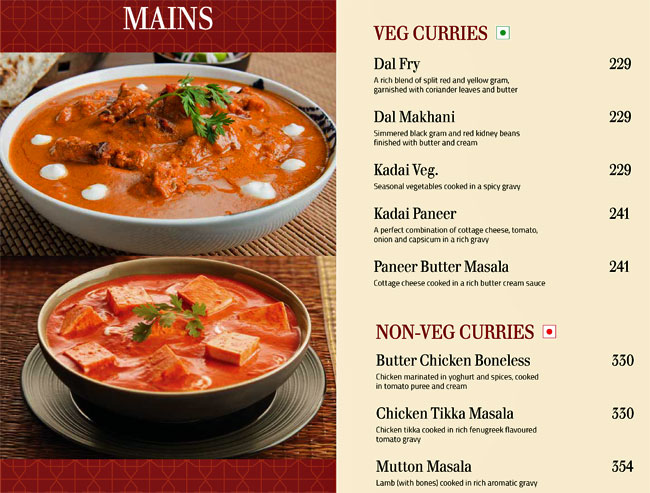 MAINS
VEG CURRIES
Dal Fry 229
A rich blend of split red and yellow gram,
garnished with coriander leaves and butter
Dal Makhani 229
Simmered black gram and red kidney beans
finished with butter and cream
Kadai Veg. 229
Seasonal vegetables cooked in a spicy gravy
Kadai Paneer 241
A perfect combination of cottage cheese, tomato,
onion and capsicum in a rich gravy
Paneer Butter Masala 241
Cottage cheese cooked in a rich butter cream sauce
NON-VEG CURRIES
Butter Chicken Boneless 330
Chicken marinated in yoghurt and spices, cooked
in tomato puree and cream
Chicken Tikka Masala 330
Chicken tikka cooked in rich fenugreek flavoured
tomato gravy
Mutton Masala 354
Lamb (with bones) cooked in rich aromatic gravy